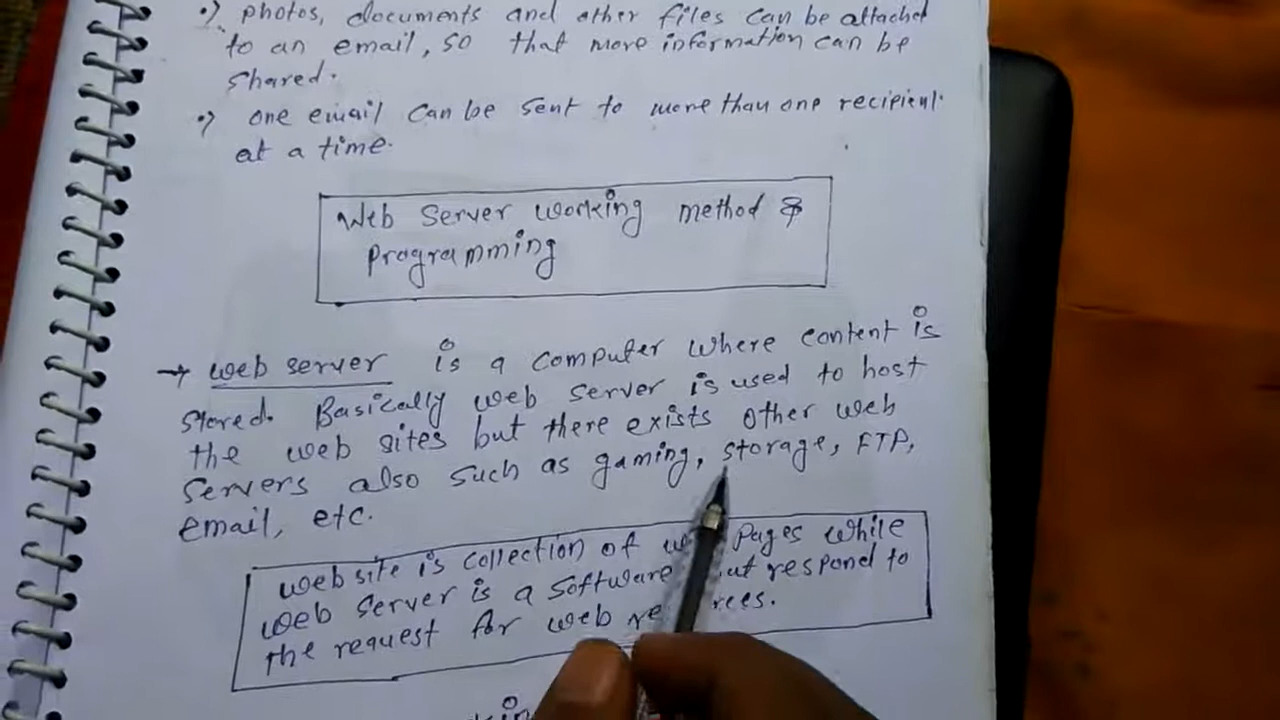 •) photos, documents and other files can be attached
to an email, so that more information can be
shared.
•) one email can be sent to more than one recipient.
at a time.
Web Server working method &
programming
→ web server is a computer where content is
stored. Basically web server is used to host
the web sites but there exists other web
servers also such as gaming, storage, FTP,
email, etc.
website is collection of pages while
web server is a software respond to
the request for web